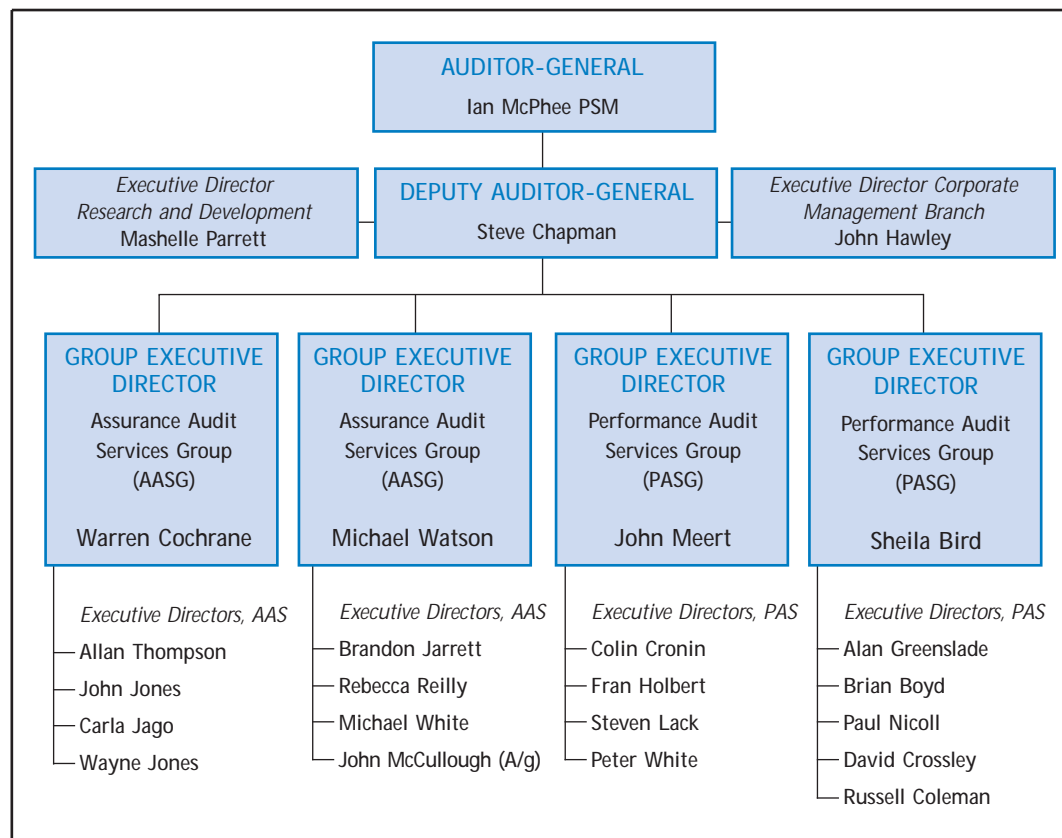 AUDITOR-GENERAL
Ian McPhee PSM
Executive Director
Research and Development
Mashelle Parrett
DEPUTY AUDITOR-GENERAL
Steve Chapman
Executive Director Corporate
Management Branch
John Hawley
GROUP EXECUTIVE
DIRECTOR
Assurance Audit
Services Group
(AASG)
Warren Cochrane
Executive Directors, AAS
Allan Thompson
John Jones
Carla Jago
Wayne Jones
GROUP EXECUTIVE
DIRECTOR
Assurance Audit
Services Group
(AASG)
Michael Watson
Executive Directors, AAS
Brandon Jarrett
Rebecca Reilly
Michael White
John McCullough (A/g)
GROUP EXECUTIVE
DIRECTOR
Performance Audit
Services Group
(PASG)
John Meert
Executive Directors, PAS
Colin Cronin
Fran Holbert
Steven Lack
Peter White
GROUP EXECUTIVE
DIRECTOR
Performance Audit
Services Group
(PASG)
Sheila Bird
Executive Directors, PAS
Alan Greenslade
Brian Boyd
Paul Nicoll
David Crossley
Russell Coleman